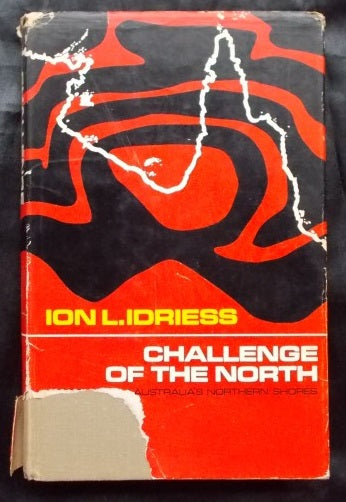 ION L. IDRIESS
CHALLENGE
OF THE NORTH
AUSTRALIA'S NORTHERN SHORES